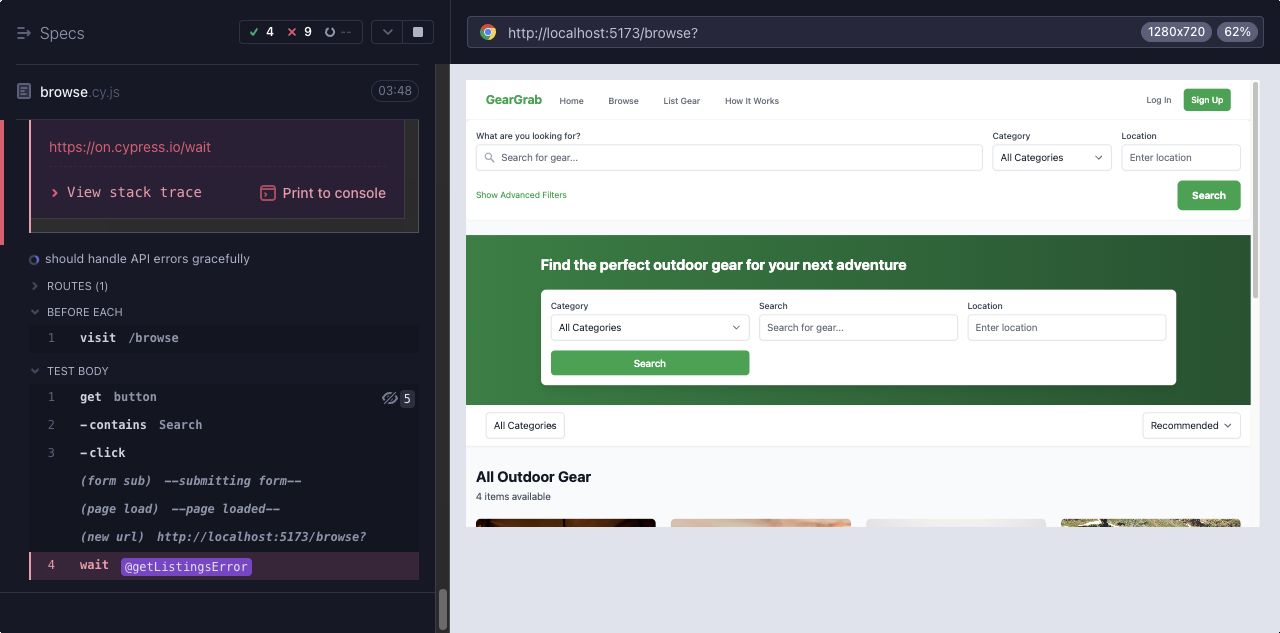 Specs
4 9 --
browse.cy.js 03:48
https://on.cypress.io/wait
View stack trace Print to console
should handle API errors gracefully
ROUTES (1)
BEFORE EACH
1 visit /browse
TEST BODY
1 get button 5
2 -contains Search
3 -click
(form sub) --submitting form--
(page load) --page loaded--
(new url) http://localhost:5173/browse?
4 wait @getListingsError
http://localhost:5173/browse? 1280x720 62%
GearGrab Home Browse List Gear How It Works Log In Sign Up
What are you looking for? Category Location
Search for gear... All Categories Enter location
Show Advanced Filters Search
Find the perfect outdoor gear for your next adventure
Category Search Location
All Categories Search for gear... Enter location
Search
All Categories Recommended
All Outdoor Gear
4 items available